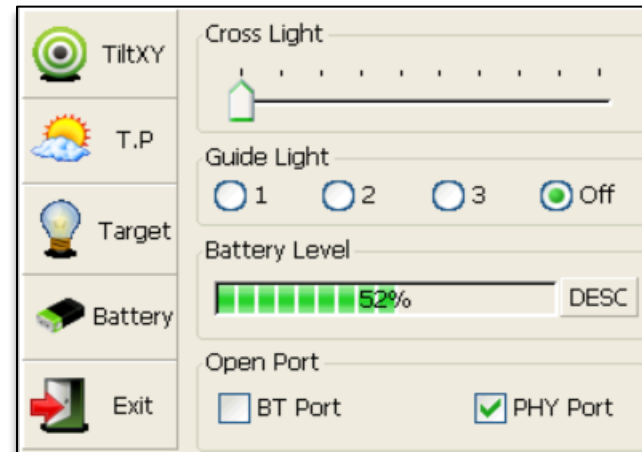 TiltXY
T.P
Target
Battery
Exit
Cross Light
Guide Light
1 2 3 Off
Battery Level
52% DESC
Open Port
BT Port PHY Port